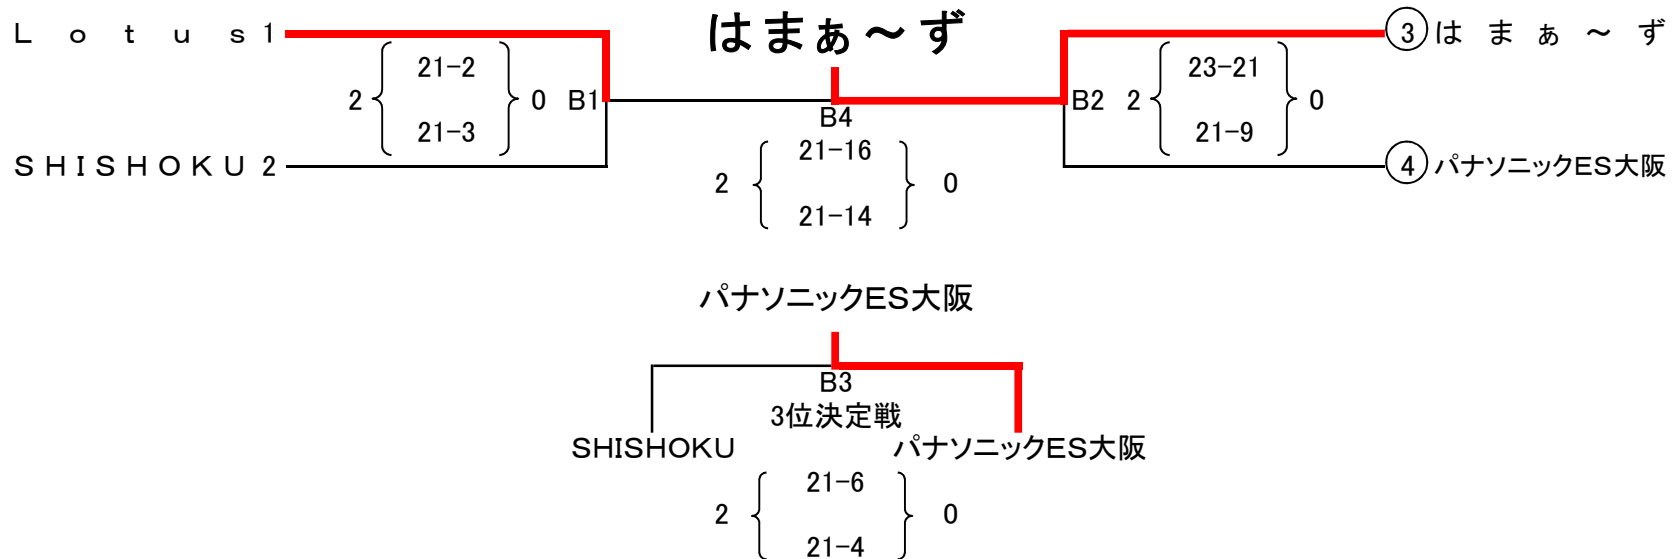 はまぁ～ず
Lotus 1
③ はまぁ～ず
21-2
23-21
2 0 B1
B2 2 0
B4
21-3
21-9
21-16
SHISHOKU 2
④ パナソニックES大阪
2 0
21-14
パナソニックES大阪
B3
3位決定戦
SHISHOKU パナソニックES大阪
21-6
2 0
21-4